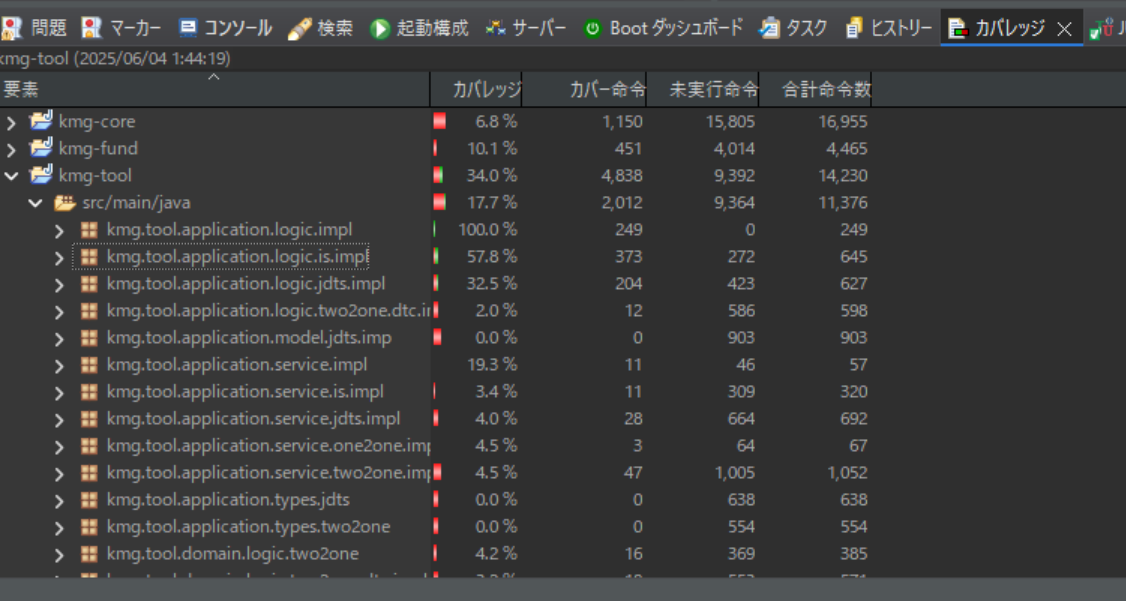 問題 マーカー コンソール 検索 起動構成 サーバー Boot ダッシュボード タスク ヒストリー カバレッジ
kmg-tool (2025/06/04 1:44:19)
要素 カバレッジ カバー命令 未実行命令 合計命令数
kmg-core 6.8 % 1,150 15,805 16,955
kmg-fund 10.1 % 451 4,014 4,465
kmg-tool 34.0 % 4,838 9,392 14,230
src/main/java 17.7 % 2,012 9,364 11,376
kmg.tool.application.logic.impl 100.0 % 249 0 249
kmg.tool.application.logic.is.impl 57.8 % 373 272 645
kmg.tool.application.logic.jdts.impl 32.5 % 204 423 627
kmg.tool.application.logic.two2one.dtc.i 2.0 % 12 586 598
kmg.tool.application.model.jdts.imp 0.0 % 0 903 903
kmg.tool.application.service.impl 19.3 % 11 46 57
kmg.tool.application.service.is.impl 3.4 % 11 309 320
kmg.tool.application.service.jdts.impl 4.0 % 28 664 692
kmg.tool.application.service.one2one.imp 4.5 % 3 64 67
kmg.tool.application.service.two2one.imp 4.5 % 47 1,005 1,052
kmg.tool.application.types.jdts 0.0 % 0 638 638
kmg.tool.application.types.two2one 0.0 % 0 554 554
kmg.tool.domain.logic.two2one 4.2 % 16 369 385